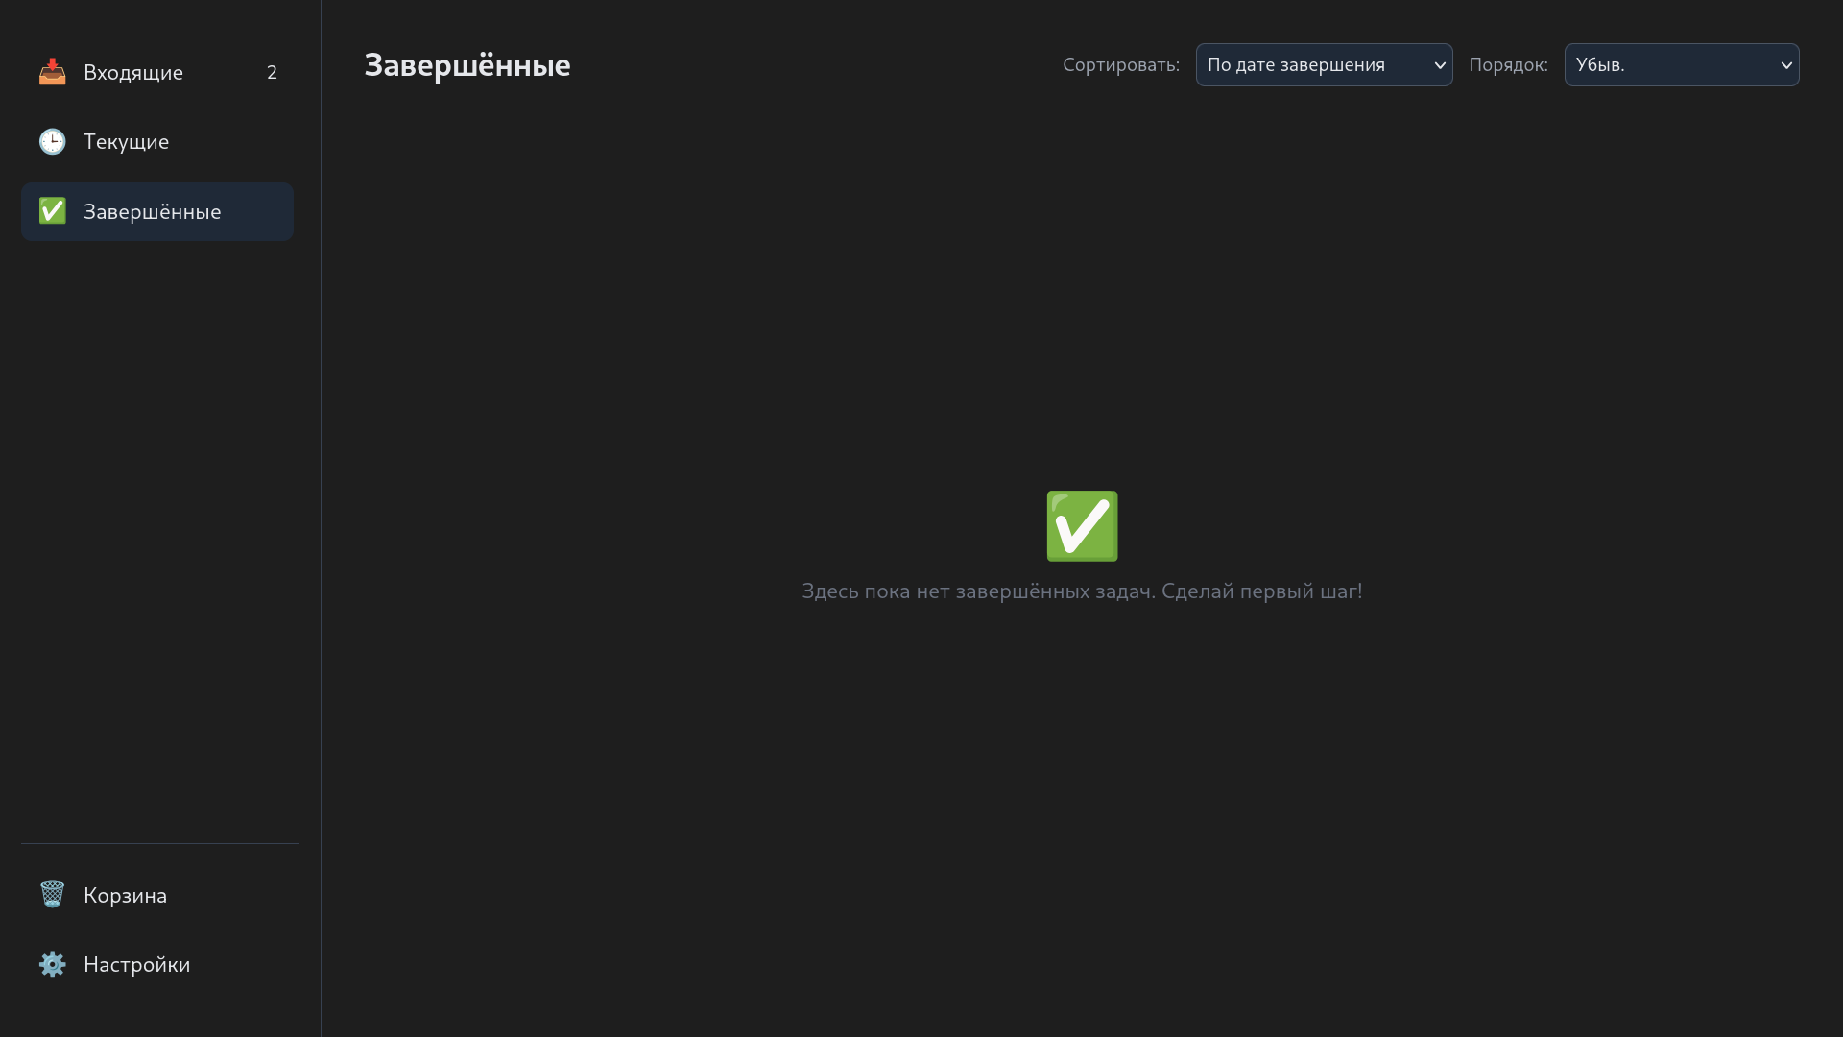 Входящие 2
Текущие
Завершённые
Корзина
Настройки
Завершённые
Сортировать: По дате завершения Порядок: Убыв.
Здесь пока нет завершённых задач. Сделай первый шаг!